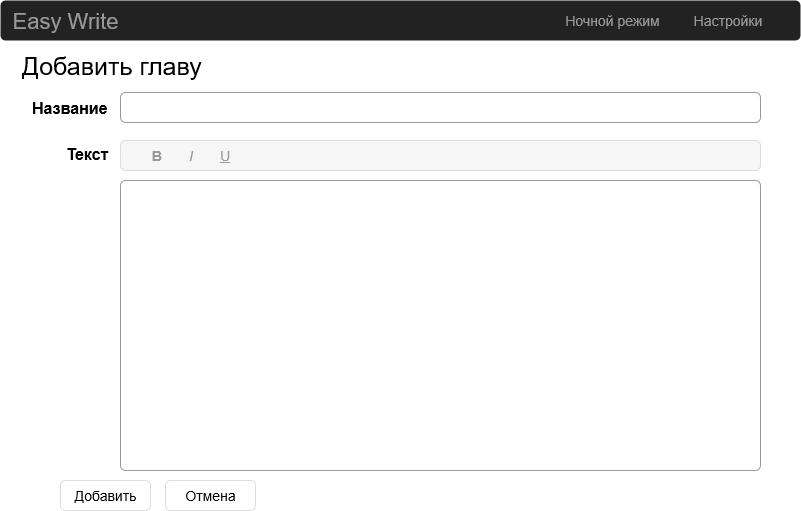 Easy Write Ночной режим Настройки
Добавить главу
Название
Текст B I U
Добавить Отмена